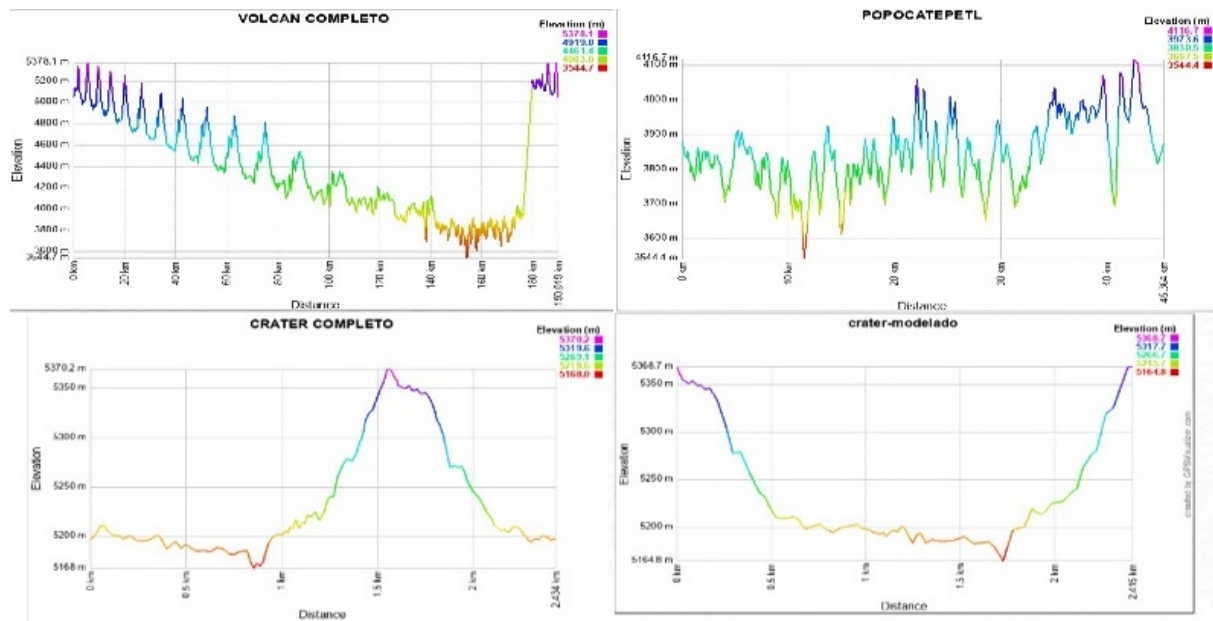 VOLCAN COMPLETO
Elevation (m)
5378.1
4919.8
4461.4
4003.0
3544.7
5378.1 m
5200 m
5000 m
4800 m
4600 m
4400 m
4200 m
4000 m
3800 m
3600 m
3544.7 m
Elevation
0 km
20 km
40 km
60 km
80 km
100 km
120 km
140 km
160 km
180 km
Distance
POPOCATEPETL
Elevation (m)
4116.7
3973.6
3830.5
3687.5
3544.4
4116.7 m
4100 m
4000 m
3900 m
3800 m
3700 m
3600 m
3544.4 m
Elevation
0 km
10 km
20 km
30 km
40 km
45.364 km
Distance
CRATER COMPLETO
Elevation (m)
5370.2
5319.6
5269.1
5218.6
5168.0
5370.2 m
5350 m
5300 m
5250 m
5200 m
5168 m
Elevation
0 km
0.5 km
1 km
1.5 km
2 km
2.434 km
Distance
crater-modelado
Elevation (m)
5368.7
5317.7
5266.7
5215.7
5164.8
5368.7 m
5350 m
5300 m
5250 m
5200 m
5164.8 m
Elevation
0 km
0.5 km
1 km
1.5 km
2 km
2.415 km
Distance
created by GPSVisualizer.com